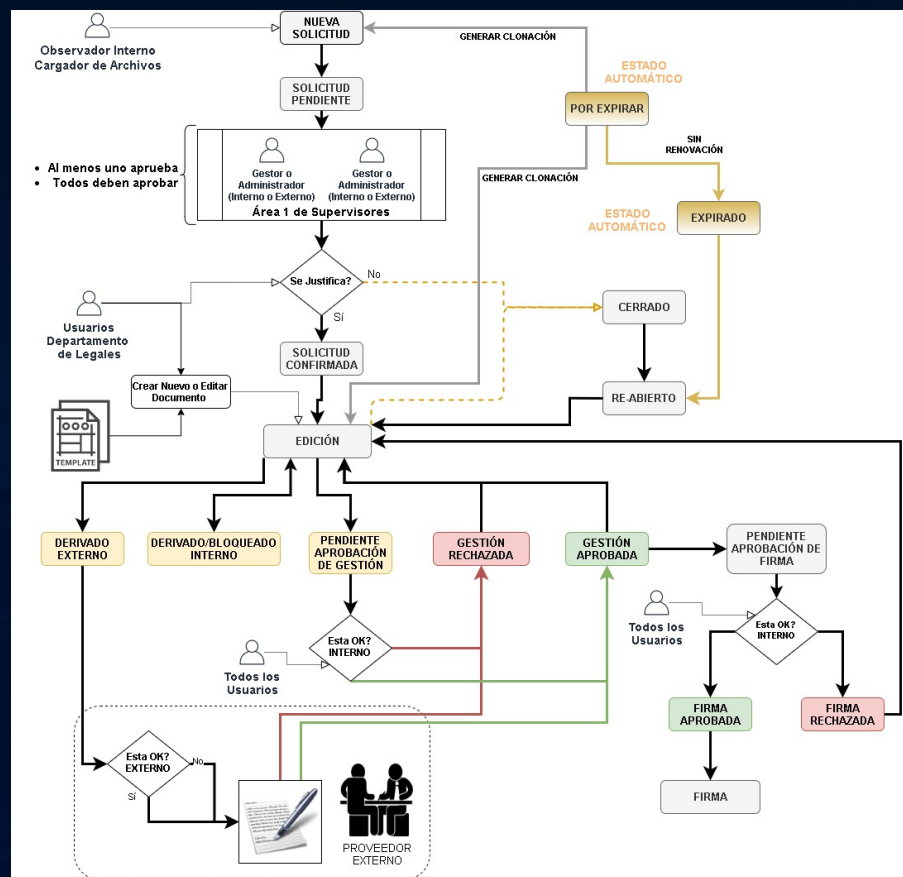 NUEVA
SOLICITUD
GENERAR CLONACIÓN
Observador Interno
Cargador de Archivos
ESTADO
AUTOMÁTICO
SOLICITUD
PENDIENTE
POR EXPIRAR
SIN
RENOVACIÓN
• Al menos uno aprueba
• Todos deben aprobar
Gestor o
Administrador
(Interno o Externo)
Gestor o
Administrador
(Interno o Externo)
Área 1 de Supervisores
GENERAR CLONACIÓN
ESTADO
AUTOMÁTICO
EXPIRADO
Se Justifica?
No
Sí
Usuarios
Departamento
de Legales
CERRADO
SOLICITUD
CONFIRMADA
Crear Nuevo o Editar
Documento
RE-ABIERTO
TEMPLATE
EDICIÓN
DERIVADO
EXTERNO
DERIVADO/BLOQUEADO
INTERNO
PENDIENTE
APROBACIÓN
DE GESTIÓN
GESTIÓN
RECHAZADA
GESTIÓN
APROBADA
PENDIENTE
APROBACIÓN DE
FIRMA
Esta OK?
INTERNO
Todos los
Usuarios
Esta OK?
INTERNO
Todos los
Usuarios
FIRMA
APROBADA
FIRMA
RECHAZADA
Esta OK?
EXTERNO
No
Sí
FIRMA
PROVEEDOR
EXTERNO